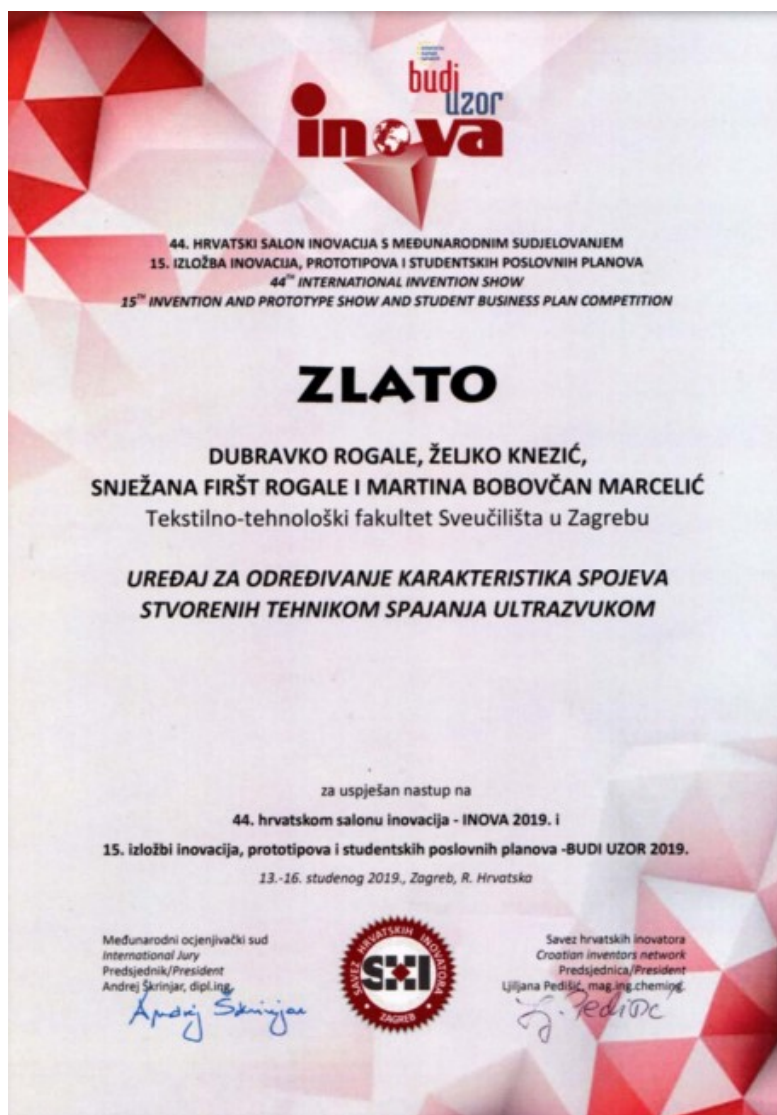 budi
uzor
inova
44. HRVATSKI SALON INOVACIJA S MEĐUNARODNIM SUDJELOVANJEM
15. IZLOŽBA INOVACIJA, PROTOTIPOVA I STUDENTSKIH POSLOVNIH PLANOVA
44TH INTERNATIONAL INVENTION SHOW
15TH INVENTION AND PROTOTYPE SHOW AND STUDENT BUSINESS PLAN COMPETITION
ZLATO
DUBRAVKO ROGALE, ŽELJKO KNEZIĆ,
SNJEŽANA FIRŠT ROGALE I MARTINA BOBOVČAN MARCELIĆ
Tekstilno-tehnološki fakultet Sveučilišta u Zagrebu
UREĐAJ ZA ODREĐIVANJE KARAKTERISTIKA SPOJEVA
STVORENIH TEHNIKOM SPAJANJA ULTRAZVUKOM
za uspješan nastup na
44. hrvatskom salonu inovacija - INOVA 2019. i
15. izložbi inovacija, prototipova i studentskih poslovnih planova -BUDI UZOR 2019.
13.-16. studenog 2019., Zagreb, R. Hrvatska
Međunarodni ocjenjivački sud
International Jury
Predsjednik/President
Andrej Škrinjar, dipl.ing.
Andrej Škrinjar
SAVEZ HRVATSKIH INOVATORA
SHI
ZAGREB
Savez hrvatskih inovatora
Croatian inventors network
Predsjednica/President
Ljiljana Pedišić, mag.ing.cheming.
Lj. Pedišić